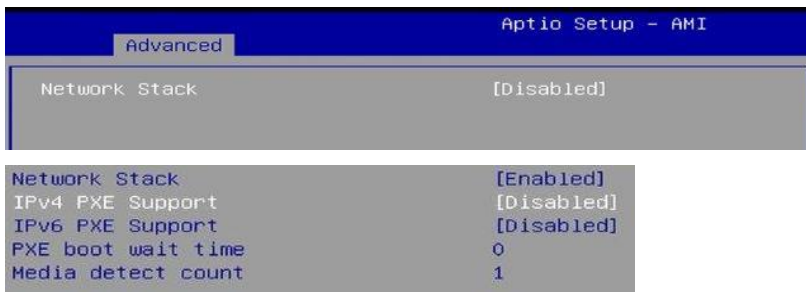 Aptio Setup - AMI
Advanced
Network Stack [Disabled]
Network Stack [Enabled]
IPv4 PXE Support [Disabled]
IPv6 PXE Support [Disabled]
PXE boot wait time 0
Media detect count 1